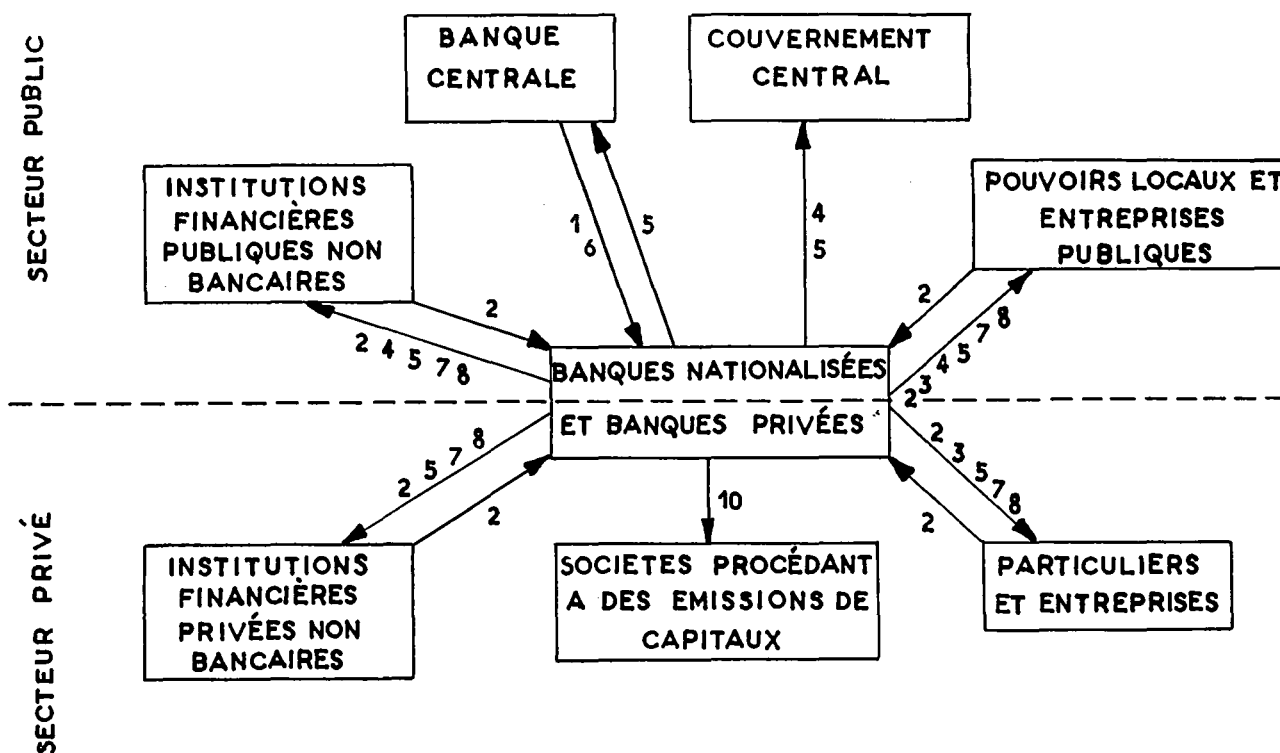 SECTEUR PUBLIC
BANQUE
CENTRALE
COUVERNEMENT
CENTRAL
INSTITUTIONS
FINANCIÈRES
PUBLIQUES NON
BANCAIRES
POUVOIRS LOCAUX ET
ENTREPRISES
PUBLIQUES
1
6
5
4
5
2
2 4 5 7 8
2
2 3 4 5 7 8
BANQUES NATIONALISÉES
ET BANQUES PRIVÉES
SECTEUR PRIVÉ
2 5 7 8
2
10
2 3 5 7 8
2
INSTITUTIONS
FINANCIÈRES
PRIVÉES NON
BANCAIRES
SOCIETES PROCÉDANT
A DES EMISSIONS DE
CAPITAUX
PARTICULIERS
ET ENTREPRISES